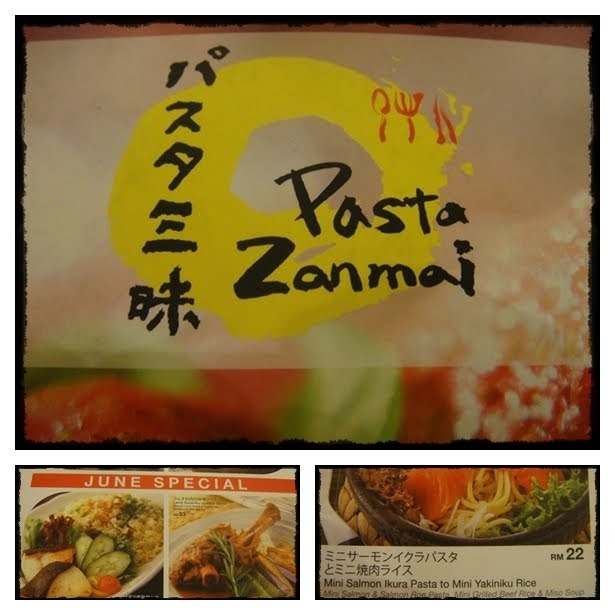 パスタ三昧
Pasta
Zanmai
JUNE SPECIAL
ミニサーモンイクラパスタ
とミニ焼肉ライス
RM 22
Mini Salmon Ikura Pasta to Mini Yakiniku Rice
Mini Salmon & Salmon Roe Pasta, Mini Grilled Beef Rice & Miso Soup